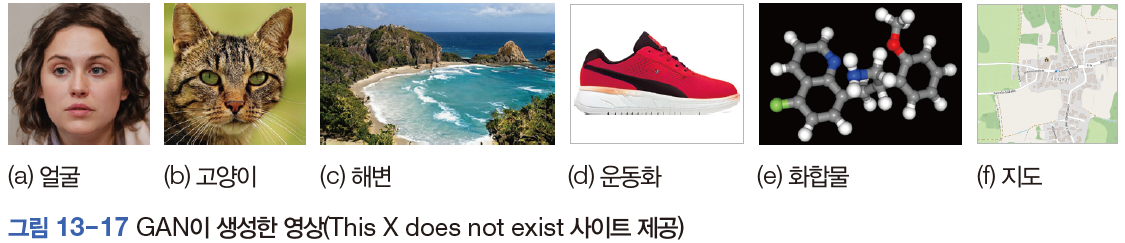 (a) 얼굴
(b) 고양이
(c) 해변
(d) 운동화
(e) 화합물
(f) 지도
그림 13-17 GAN이 생성한 영상(This X does not exist 사이트 제공)